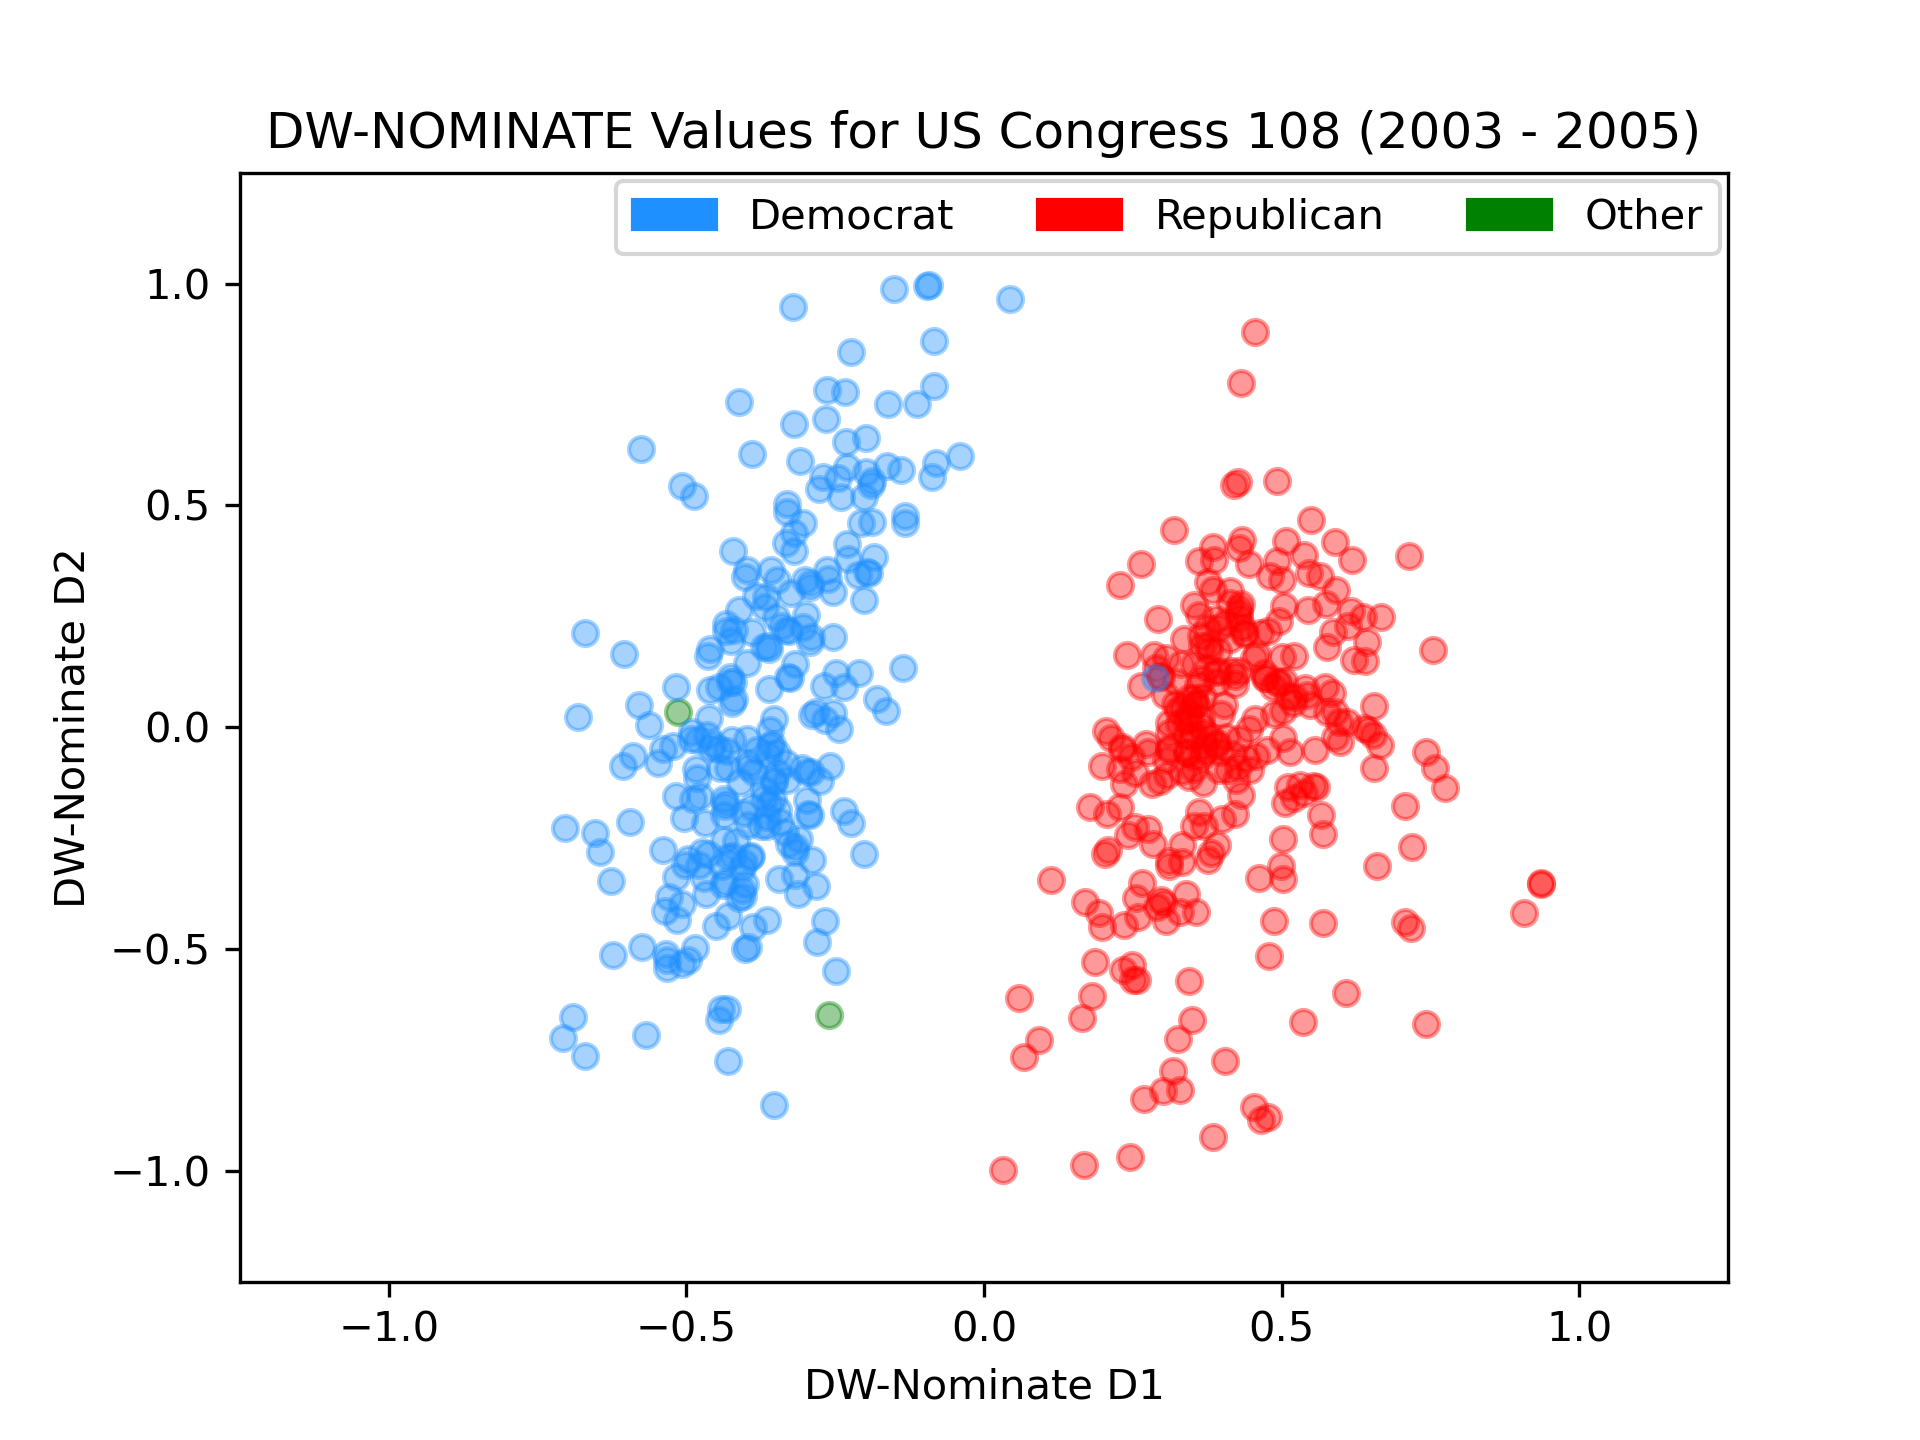 DW-NOMINATE Values for US Congress 108 (2003 - 2005)
Democrat Republican Other
1.0
0.5
0.0
−0.5
−1.0
DW-Nominate D2
−1.0 −0.5 0.0 0.5 1.0
DW-Nominate D1